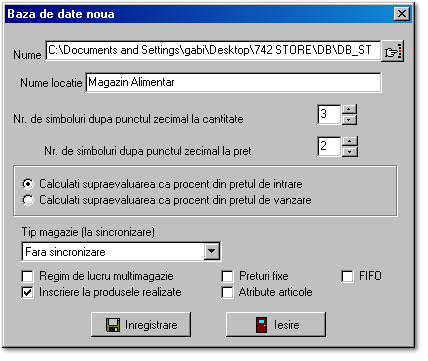 Baza de date noua
Nume C:\Documents and Settings\gabi\Desktop\742 STORE\DB\DB_ST
Nume locatie Magazin Alimentar
Nr. de simboluri dupa punctul zecimal la cantitate 3
Nr. de simboluri dupa punctul zecimal la pret 2
Calculati supraevaluarea ca procent din pretul de intrare
Calculati supraevaluarea ca procent din pretul de vanzare
Tip magazie (la sincronizare)
Fara sincronizare
Regim de lucru multimagazie Preturi fixe FIFO
Inscriere la produsele realizate Atribute articole
Inregistrare Iesire